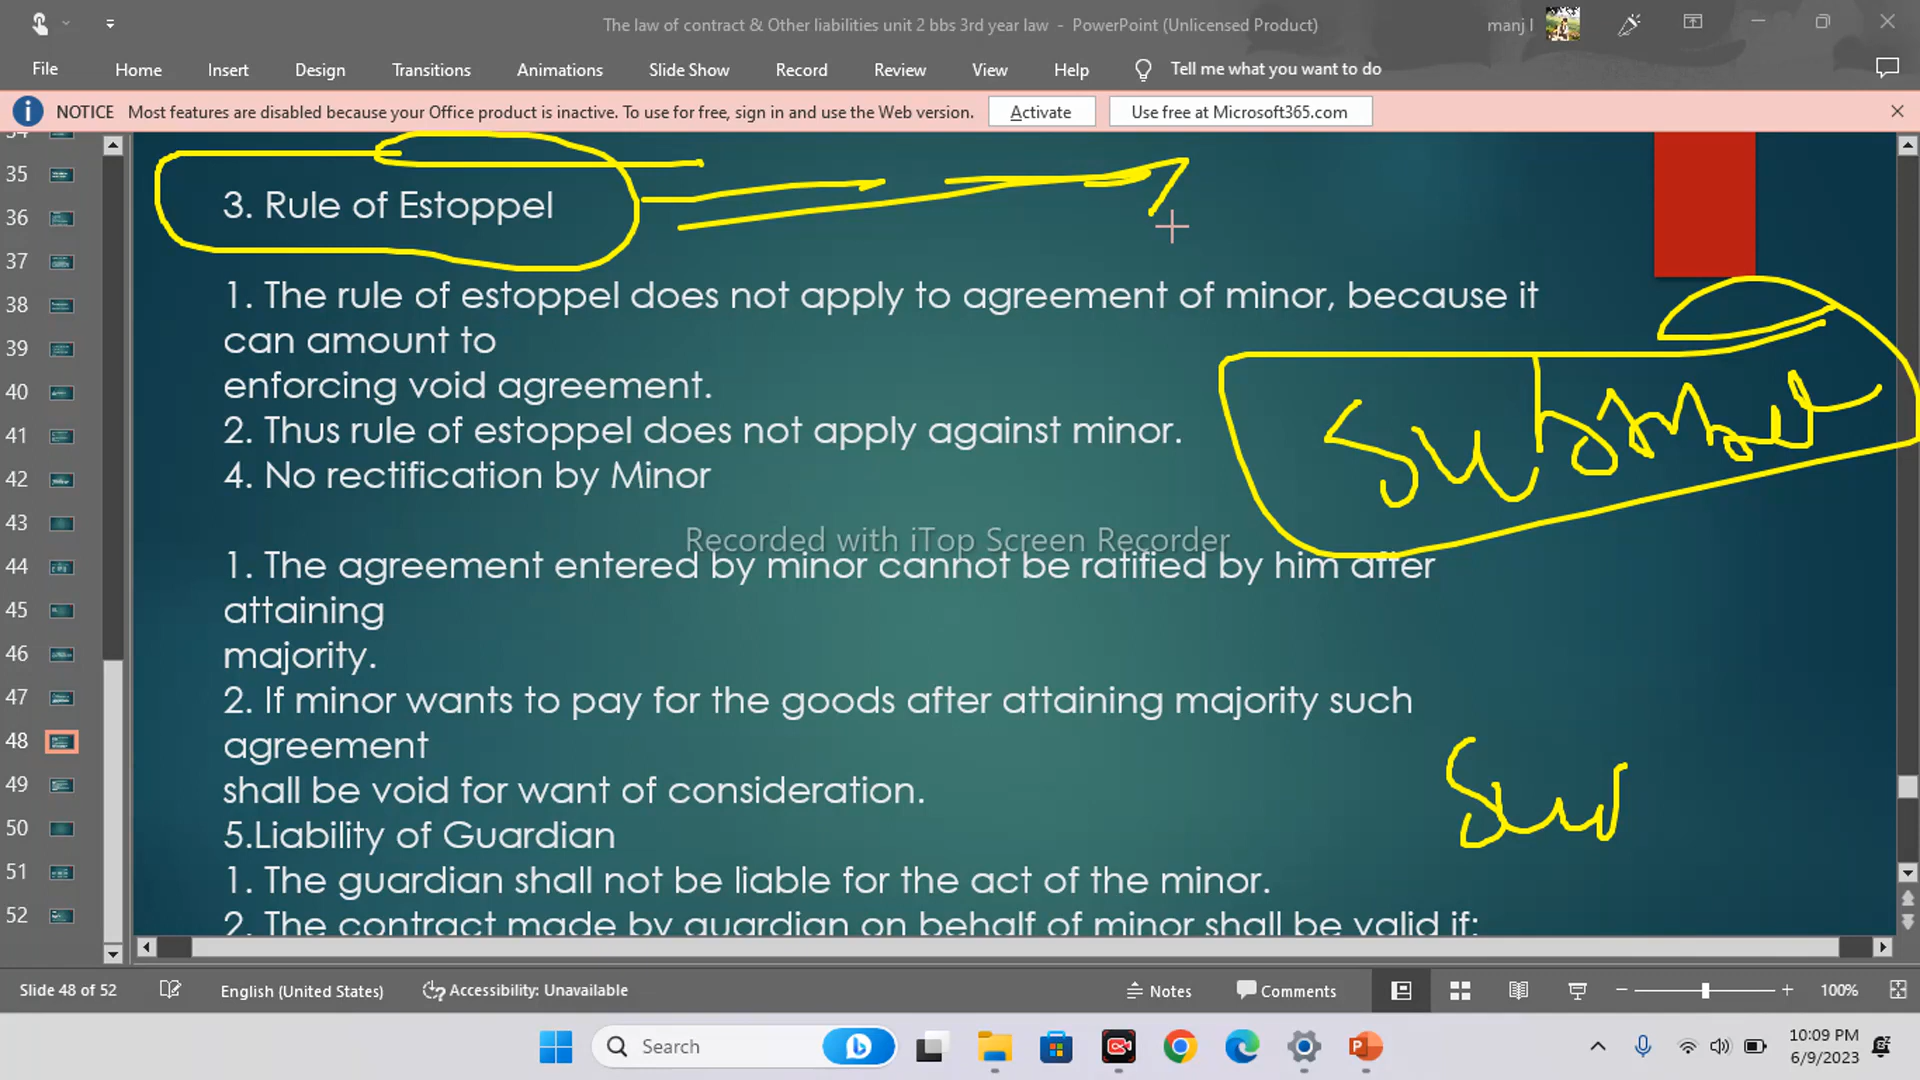 The law of contract & Other liabilities unit 2 bbs 3rd year law - PowerPoint (Unlicensed Product)
manj l
File Home Insert Design Transitions Animations Slide Show Record Review View Help Tell me what you want to do
NOTICE Most features are disabled because your Office product is inactive. To use for free, sign in and use the Web version. Activate Use free at Microsoft365.com
34
35
36
37
38
39
40
41
42
43
44
45
46
47
48
49
50
51
52
3. Rule of Estoppel
1. The rule of estoppel does not apply to agreement of minor, because it
can amount to
enforcing void agreement.
2. Thus rule of estoppel does not apply against minor.
4. No rectification by Minor
Recorded with iTop Screen Recorder
1. The agreement entered by minor cannot be ratified by him after
attaining
majority.
2. If minor wants to pay for the goods after attaining majority such
agreement
shall be void for want of consideration.
5.Liability of Guardian
1. The guardian shall not be liable for the act of the minor.
2. The contract made by guardian on behalf of minor shall be valid if:
Slide 48 of 52 English (United States) Accessibility: Unavailable Notes Comments 100%
Search
10:09 PM
6/9/2023